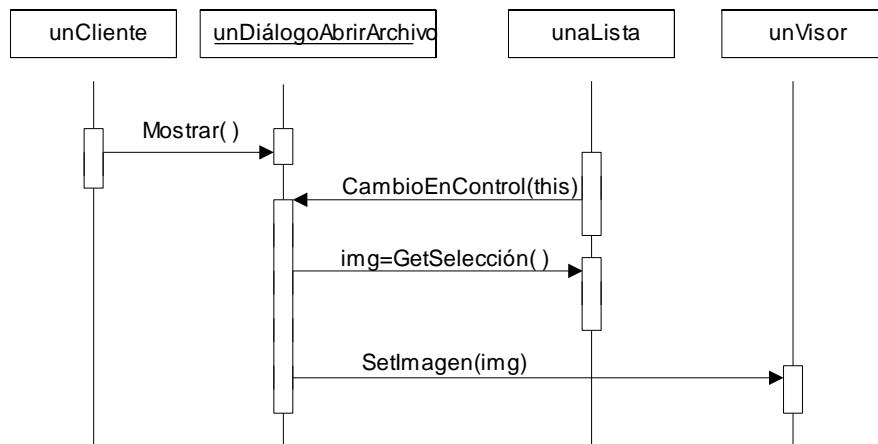 unCliente
unDiálogoAbrirArchivo
unaLista
unVisor
Mostrar( )
CambioEnControl(this)
img=GetSelección( )
SetImagen(img)